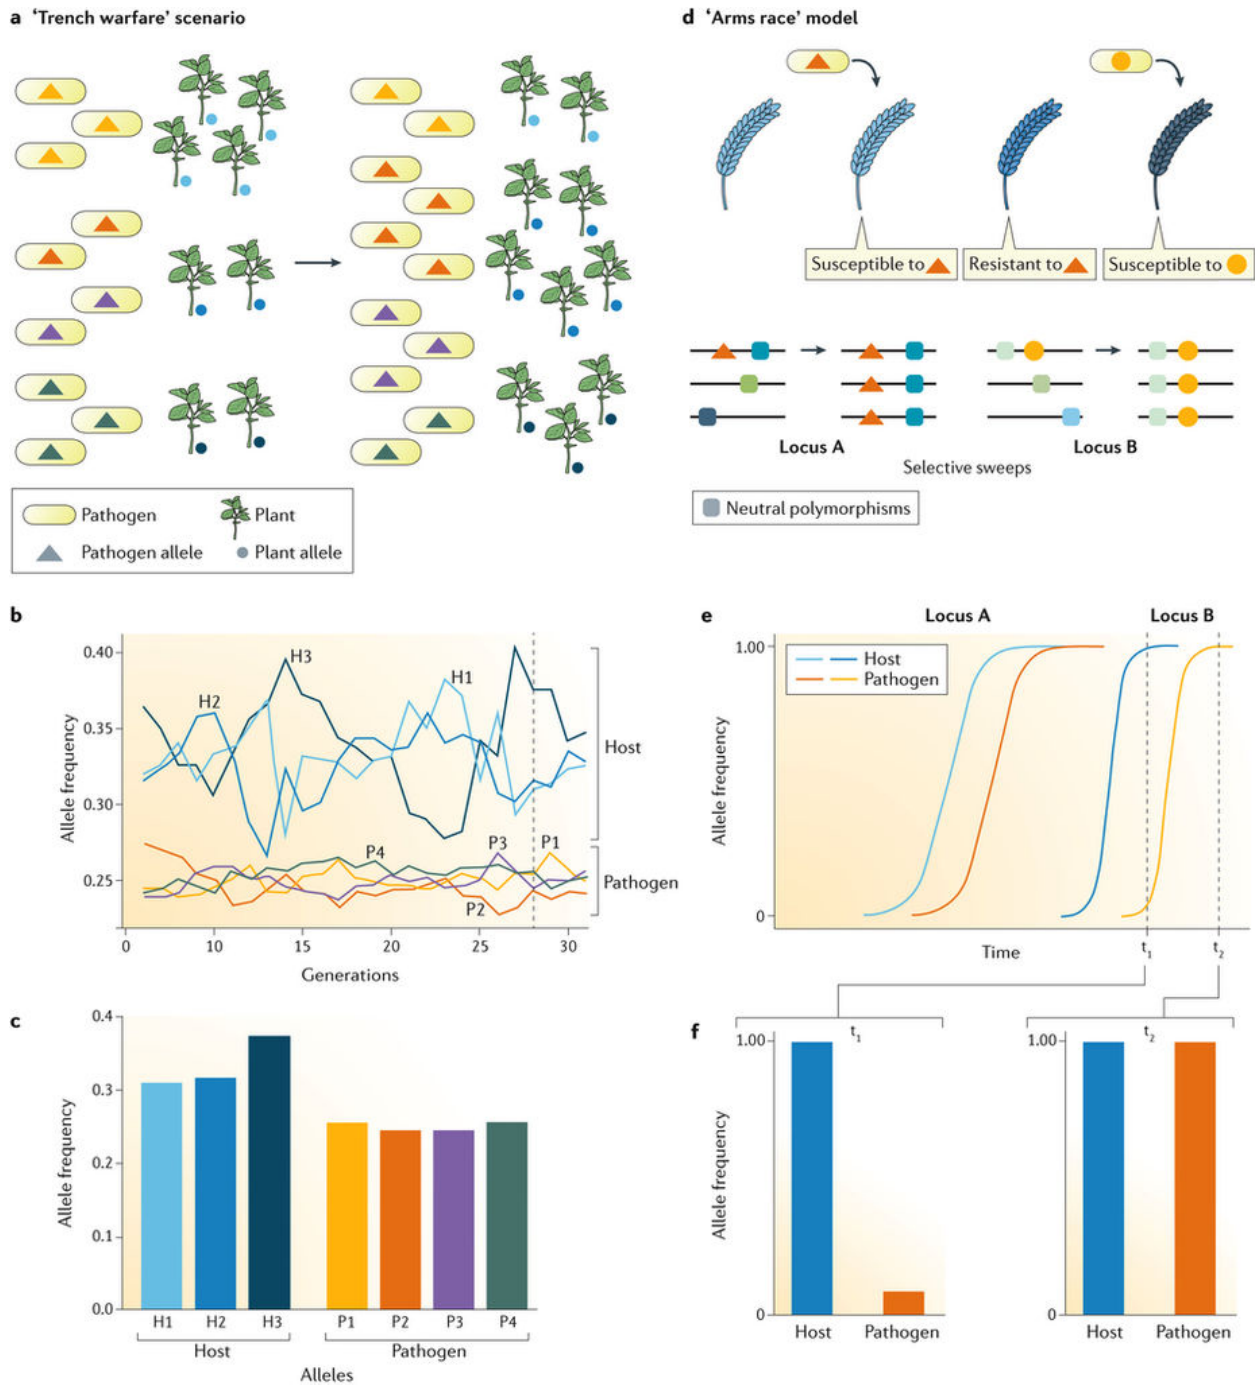 a 'Trench warfare' scenario
Pathogen
Plant
Pathogen allele
Plant allele
d 'Arms race' model
Susceptible to
Resistant to
Susceptible to
Locus A
Locus B
Selective sweeps
Neutral polymorphisms
b
Allele frequency
0.40
0.35
0.30
0.25
H2
H3
H1
Host
P4
P3
P1
P2
Pathogen
0
10
15
20
25
30
Generations
c
Allele frequency
0.4
0.3
0.2
0.1
0.0
H1
H2
H3
P1
P2
P3
P4
Host
Pathogen
Alleles
e
Locus A
Locus B
Allele frequency
1.00
0
Host
Pathogen
Time
t1
t2
f
Allele frequency
t1
1.00
0
Host
Pathogen
t2
1.00
0
Host
Pathogen